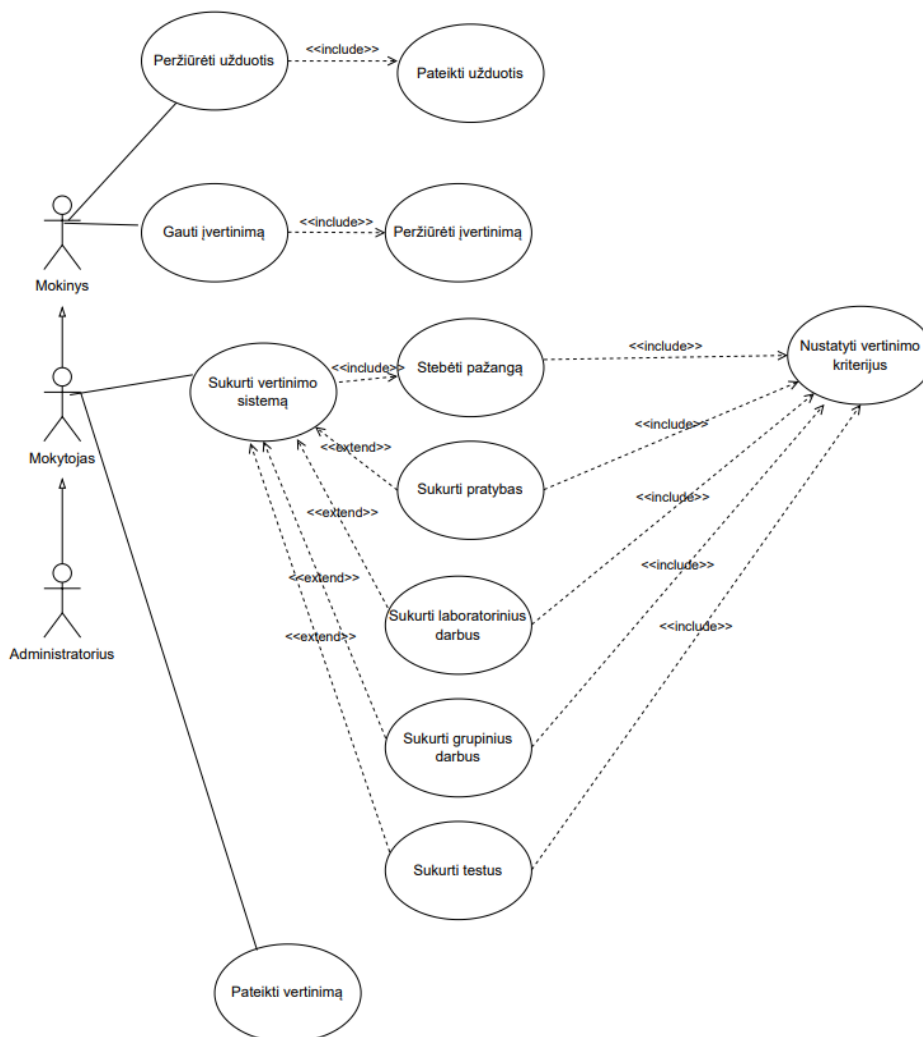 Peržiūrėti užduotis
<<include>>
Pateikti užduotis
Mokinys
Gauti įvertinimą
<<include>>
Peržiūrėti įvertinimą
Mokytojas
Sukurti vertinimo
sistemą
<<include>>
Stebėti pažangą
<<include>>
Nustatyti vertinimo
kriterijus
<<extend>>
Sukurti pratybas
<<include>>
<<extend>>
<<include>>
Administratorius
<<extend>>
Sukurti laboratorinius
darbus
<<include>>
<<extend>>
<<include>>
Sukurti grupinius
darbus
Sukurti testus
Pateikti vertinimą